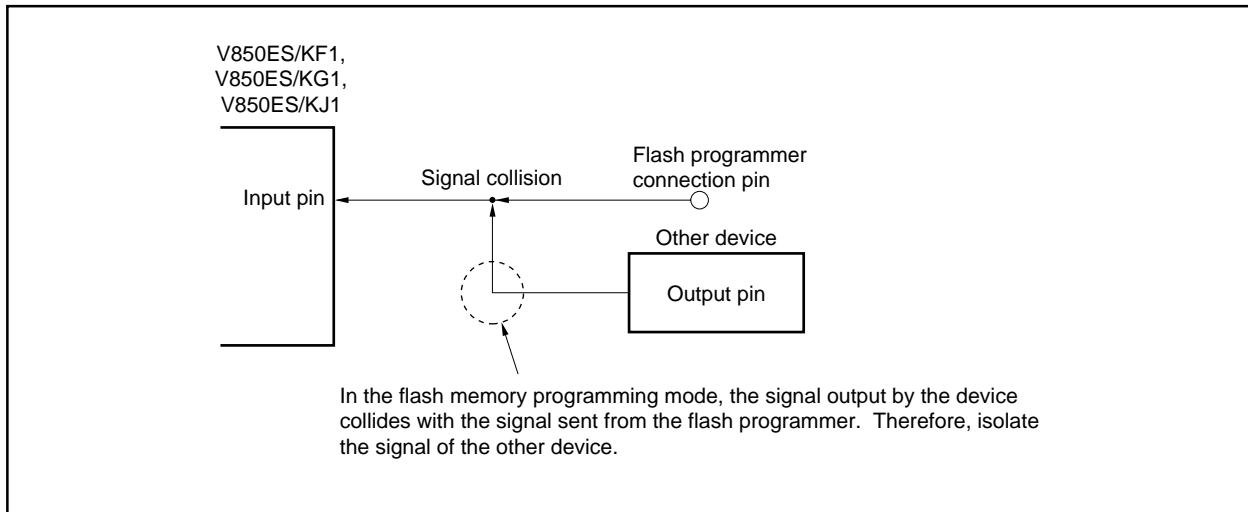 V850ES/KF1,
V850ES/KG1,
V850ES/KJ1
Flash programmer
connection pin
Signal collision
Input pin
Other device
Output pin
In the flash memory programming mode, the signal output by the device
collides with the signal sent from the flash programmer.  Therefore, isolate
the signal of the other device.